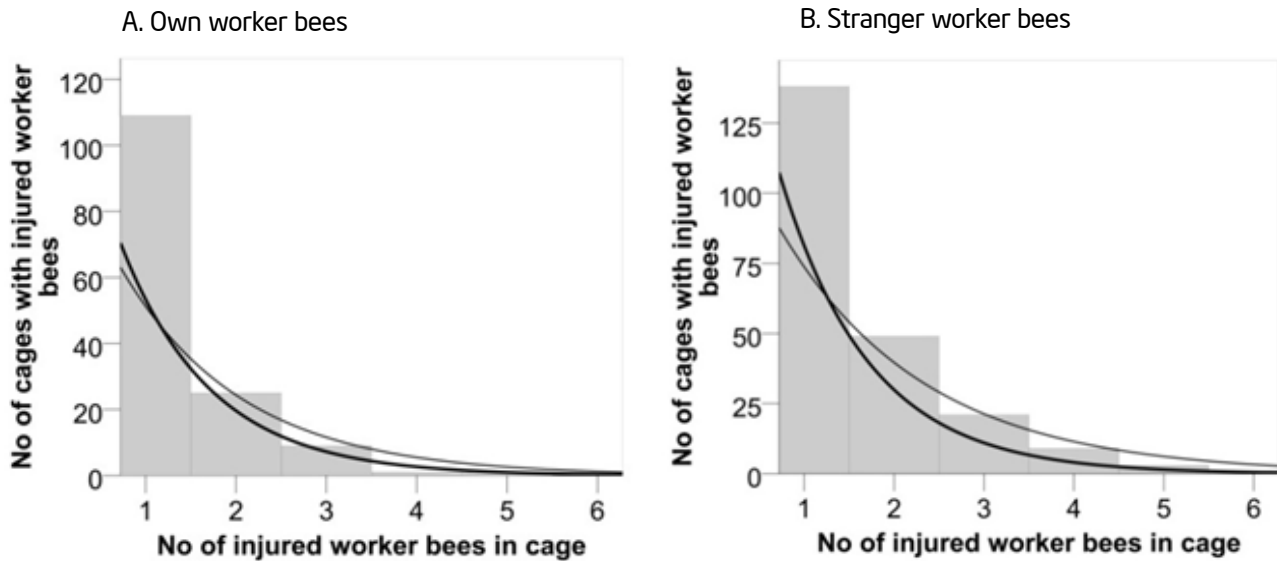 A. Own worker bees
No of cages with injured worker
bees
120
100
80
60
40
20
0
1 2 3 4 5 6
No of injured worker bees in cage
B. Stranger worker bees
No of cages with injured worker
bees
125
100
75
50
25
0
1 2 3 4 5 6
No of injured worker bees in cage